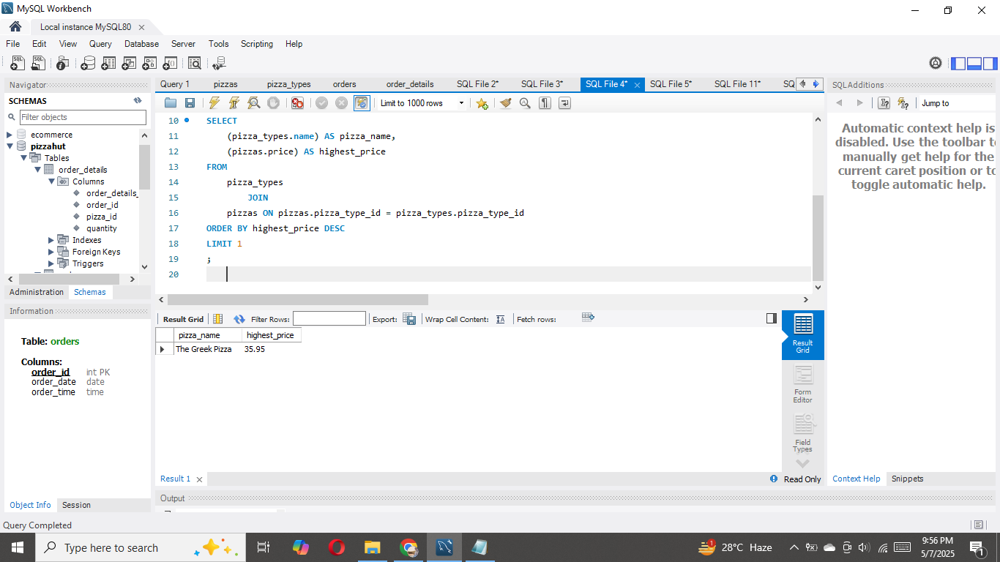 MySQL Workbench
Local instance MySQL80
File Edit View Query Database Server Tools Scripting Help
Navigator
SCHEMAS
Filter objects
ecommerce
pizzahut
Tables
order_details
Columns
order_details_
order_id
pizza_id
quantity
Indexes
Foreign Keys
Triggers
Administration Schemas
Information
Table: orders
Columns:
order_id int PK
order_date date
order_time time
Object Info Session
Query 1 pizzas pizza_types orders order_details SQL File 2* SQL File 3* SQL File 4* SQL File 5* SQL File 11* SQ
Limit to 1000 rows
10 SELECT
11 (pizza_types.name) AS pizza_name,
12 (pizzas.price) AS highest_price
13 FROM
14 pizza_types
15 JOIN
16 pizzas ON pizzas.pizza_type_id = pizza_types.pizza_type_id
17 ORDER BY highest_price DESC
18 LIMIT 1
19 ;
20
Result Grid Filter Rows: Export: Wrap Cell Content: Fetch rows:
pizza_name highest_price
The Greek Pizza 35.95
Result Grid
Form Editor
Field Types
Result 1
Read Only
Output
SQLAdditions
Jump to
Automatic context help is
disabled. Use the toolbar to
manually get help for the
current caret position or to
toggle automatic help.
Context Help Snippets
Query Completed
Type here to search
28°C Haze
9:56 PM
5/7/2025